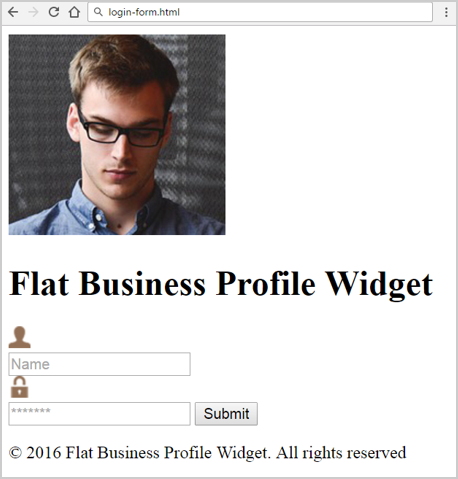 login-form.html
Flat Business Profile Widget
Name
*******
Submit
© 2016 Flat Business Profile Widget. All rights reserved